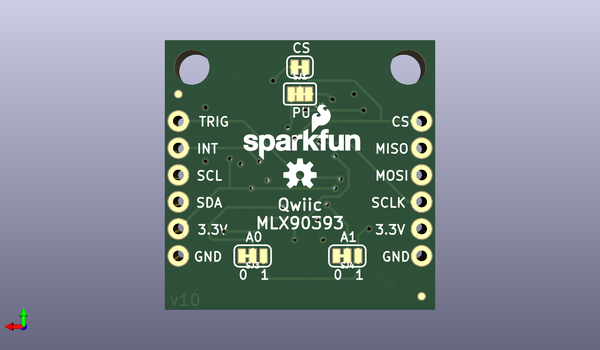 CS
SJ1
PU
TRIG
CS
sparkfun
INT
MISO
SCL
MOSI
SDA
SCLK
Qwiic
MLX90393
3.3V
3.3V
A0
A1
GND
GND
0 1
0 1
v10